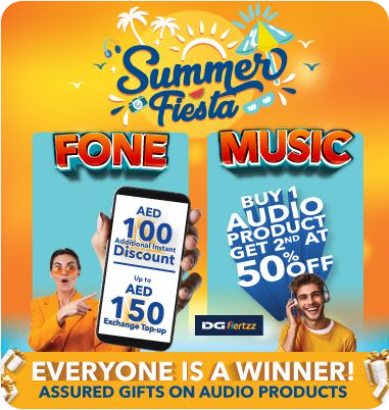 Summer
Fiesta
FONE
AED
100
Additional Instant
Discount
Up to
AED
150
Exchange Top-up
MUSIC
BUY 1
AUDIO
PRODUCT
GET 2ND AT
50% OFF
DG Hertzz
EVERYONE IS A WINNER!
ASSURED GIFTS ON AUDIO PRODUCTS